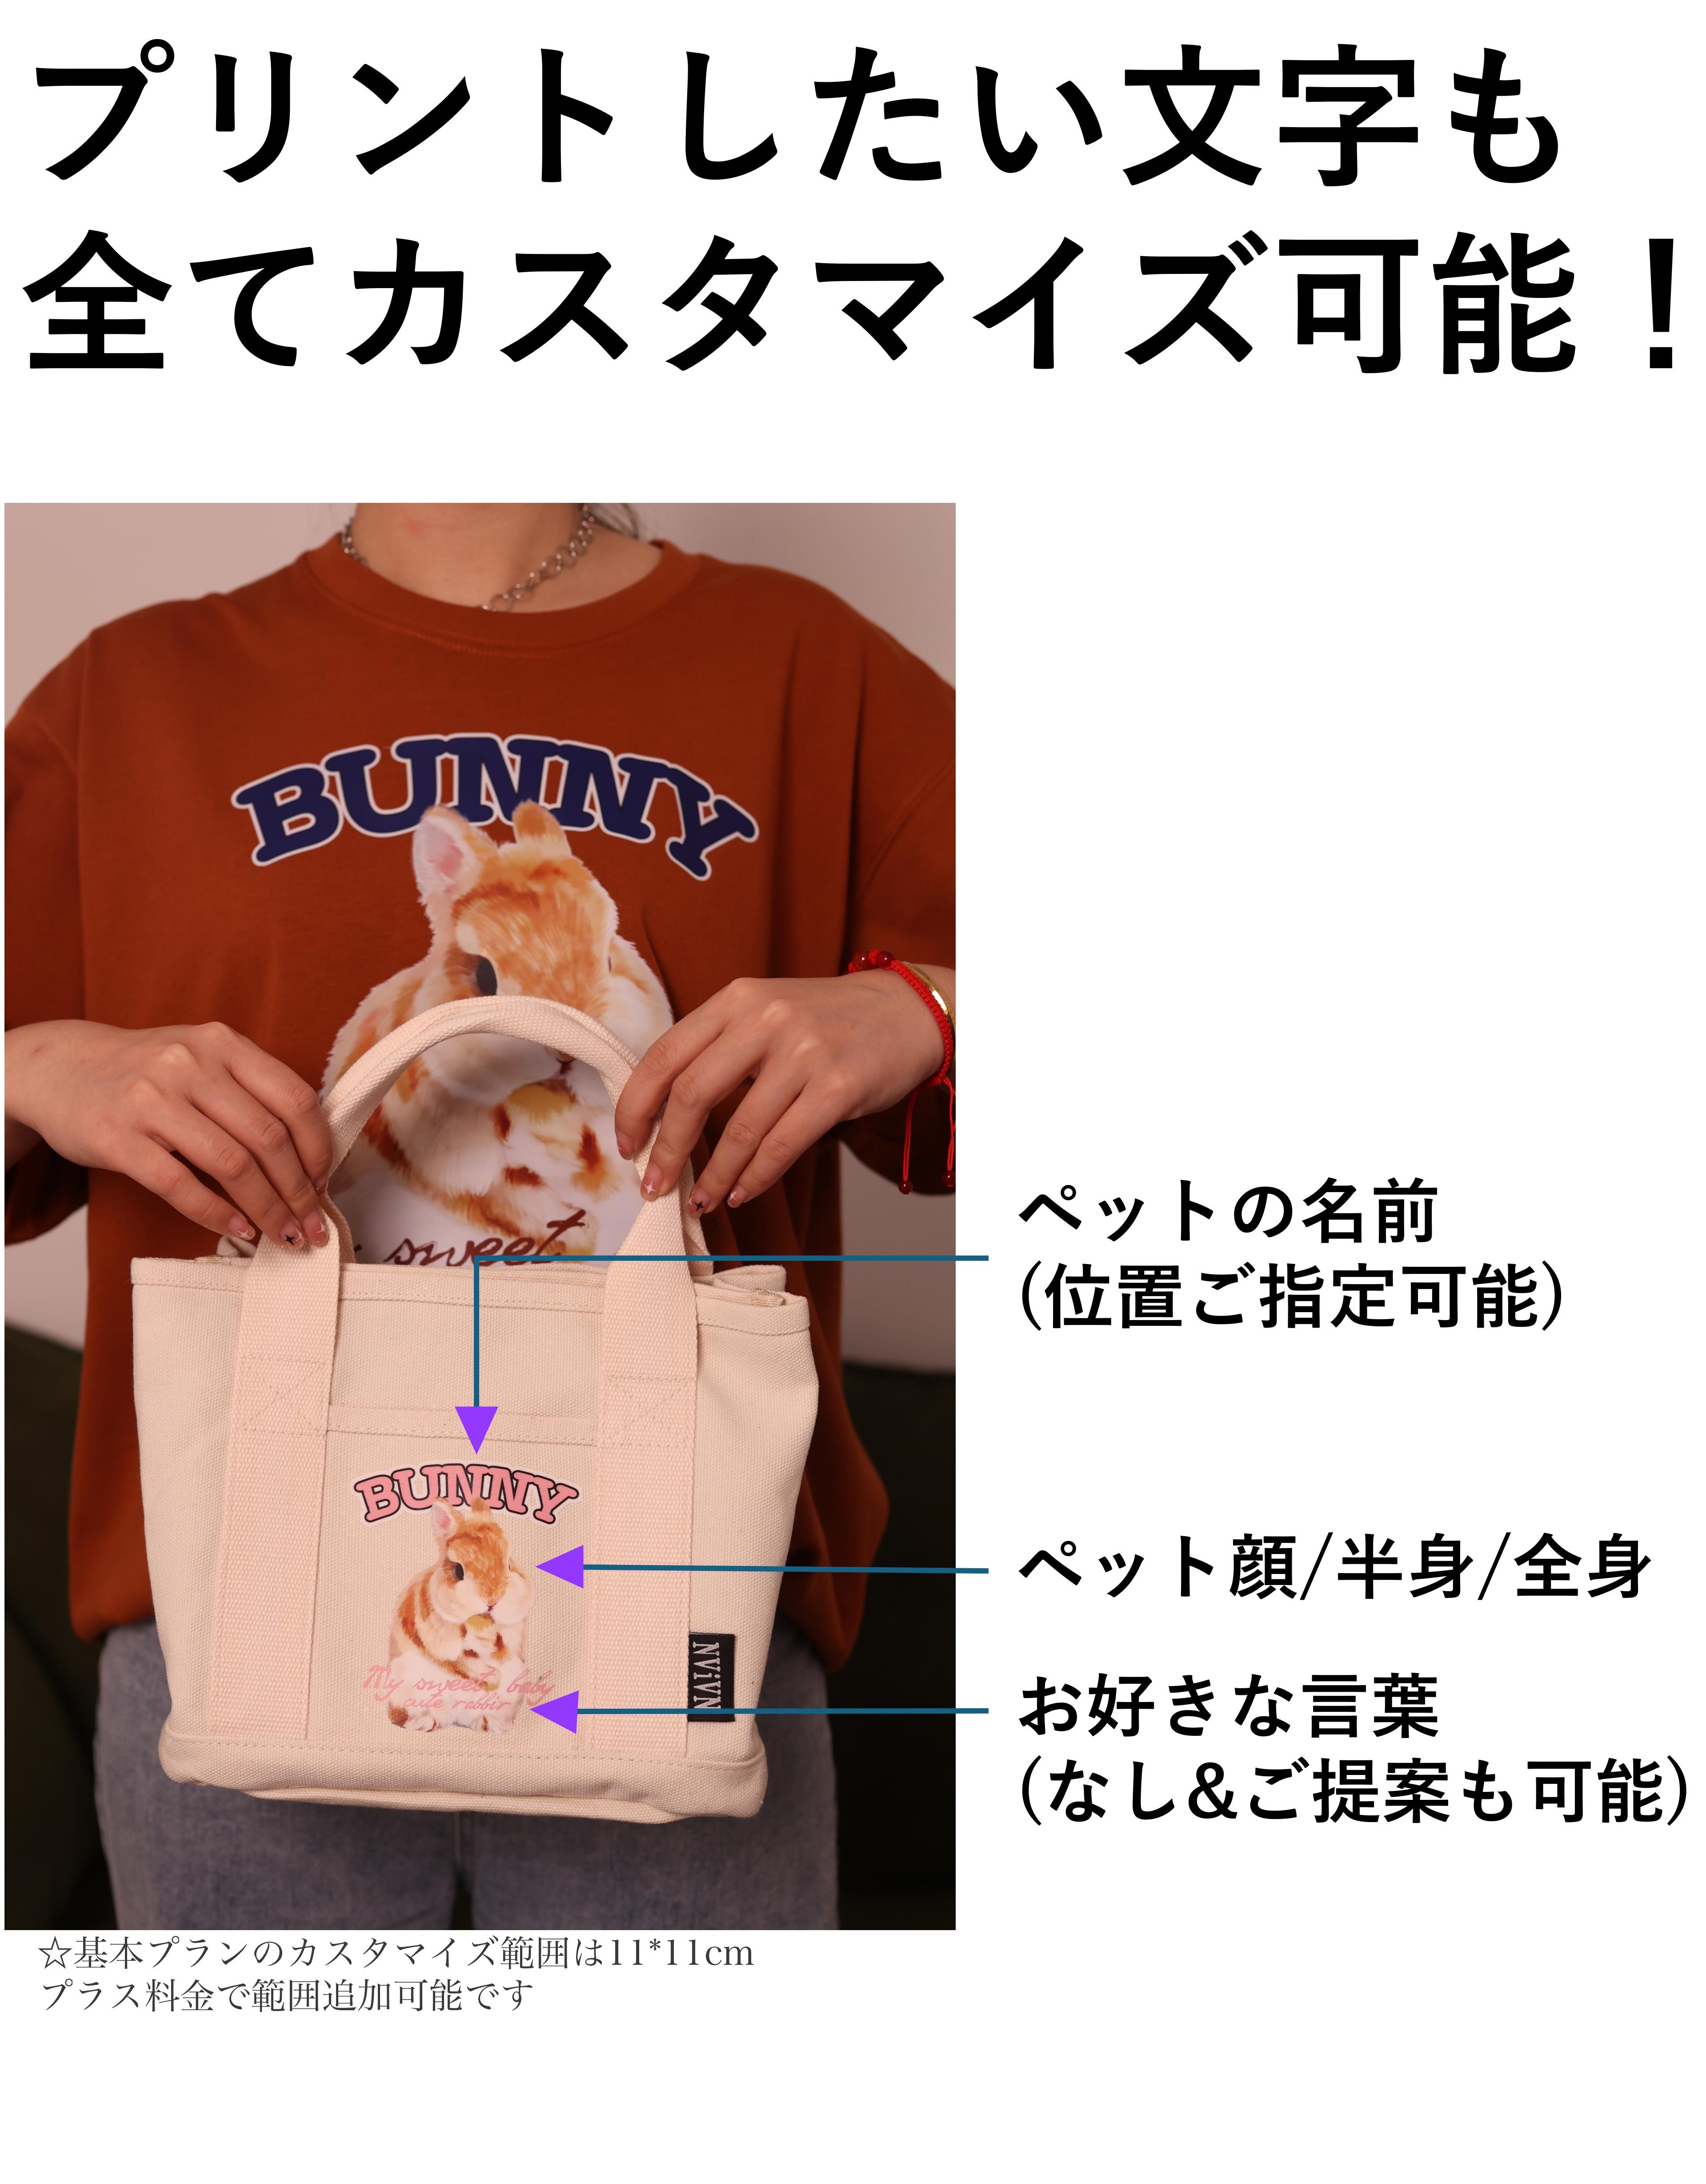 プリントしたい文字も
全てカスタマイズ可能！
BUNNY
sweet
ペットの名前
(位置ご指定可能)
BUNNY
ペット顔/半身/全身
My sweet baby
cute rabbir
NViVN
お好きな言葉
(なし&ご提案も可能)
☆基本プランのカスタマイズ範囲は11*11cm
プラス料金で範囲追加可能です